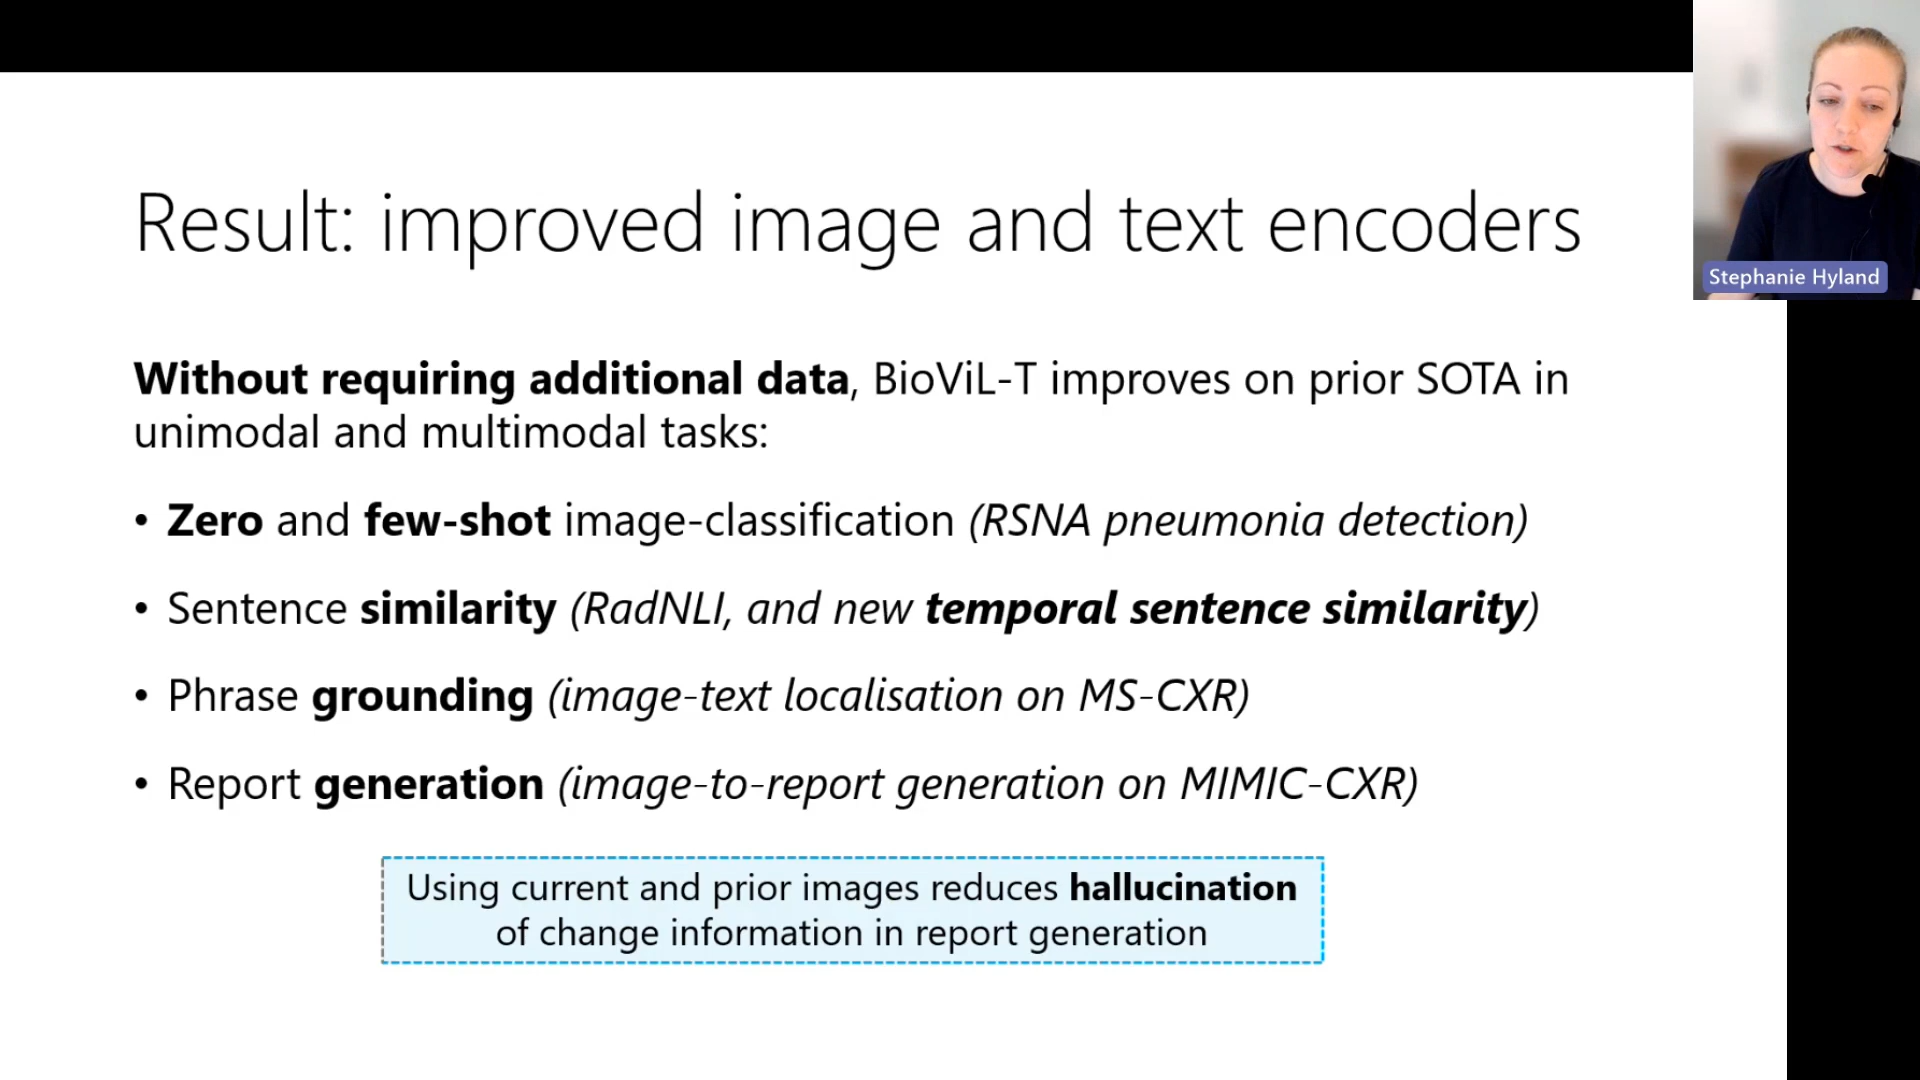 Result: improved image and text encoders
Without requiring additional data, BioViL-T improves on prior SOTA in
unimodal and multimodal tasks:
• Zero and few-shot image-classification (RSNA pneumonia detection)
• Sentence similarity (RadNLI, and new temporal sentence similarity)
• Phrase grounding (image-text localisation on MS-CXR)
• Report generation (image-to-report generation on MIMIC-CXR)
Using current and prior images reduces hallucination
of change information in report generation
Stephanie Hyland